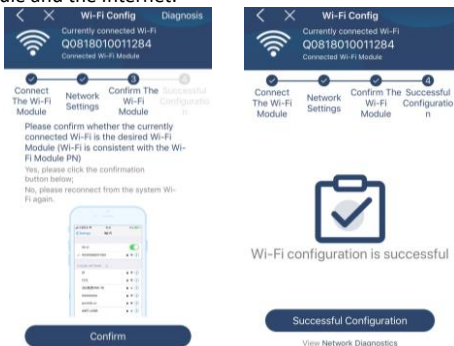 ule and the internet.
Wi-Fi Config
Diagnosis
Currently connected Wi-Fi
Q0818010011284
Connected Wi-Fi Module
3
4
Connect
The Wi-Fi
Module
Network
Settings
Confirm The
Wi-Fi
Module
Successful
Configuratio
n
Please confirm whether the currently
connected Wi-Fi is the desired Wi-
Fi Module (Wi-Fi is consistent with the Wi-
Fi Module PN)
Yes, please click the confirmation
button below;
No, please reconnect from the system Wi-
Fi again.
Confirm
Wi-Fi Config
Currently connected Wi-Fi
Q0818010011284
Connected Wi-Fi Module
4
Connect
The Wi-Fi
Module
Network
Settings
Confirm The
Wi-Fi
Module
Successful
Configuratio
n
Wi-Fi configuration is successful
Successful Configuration
View Network Diagnostics